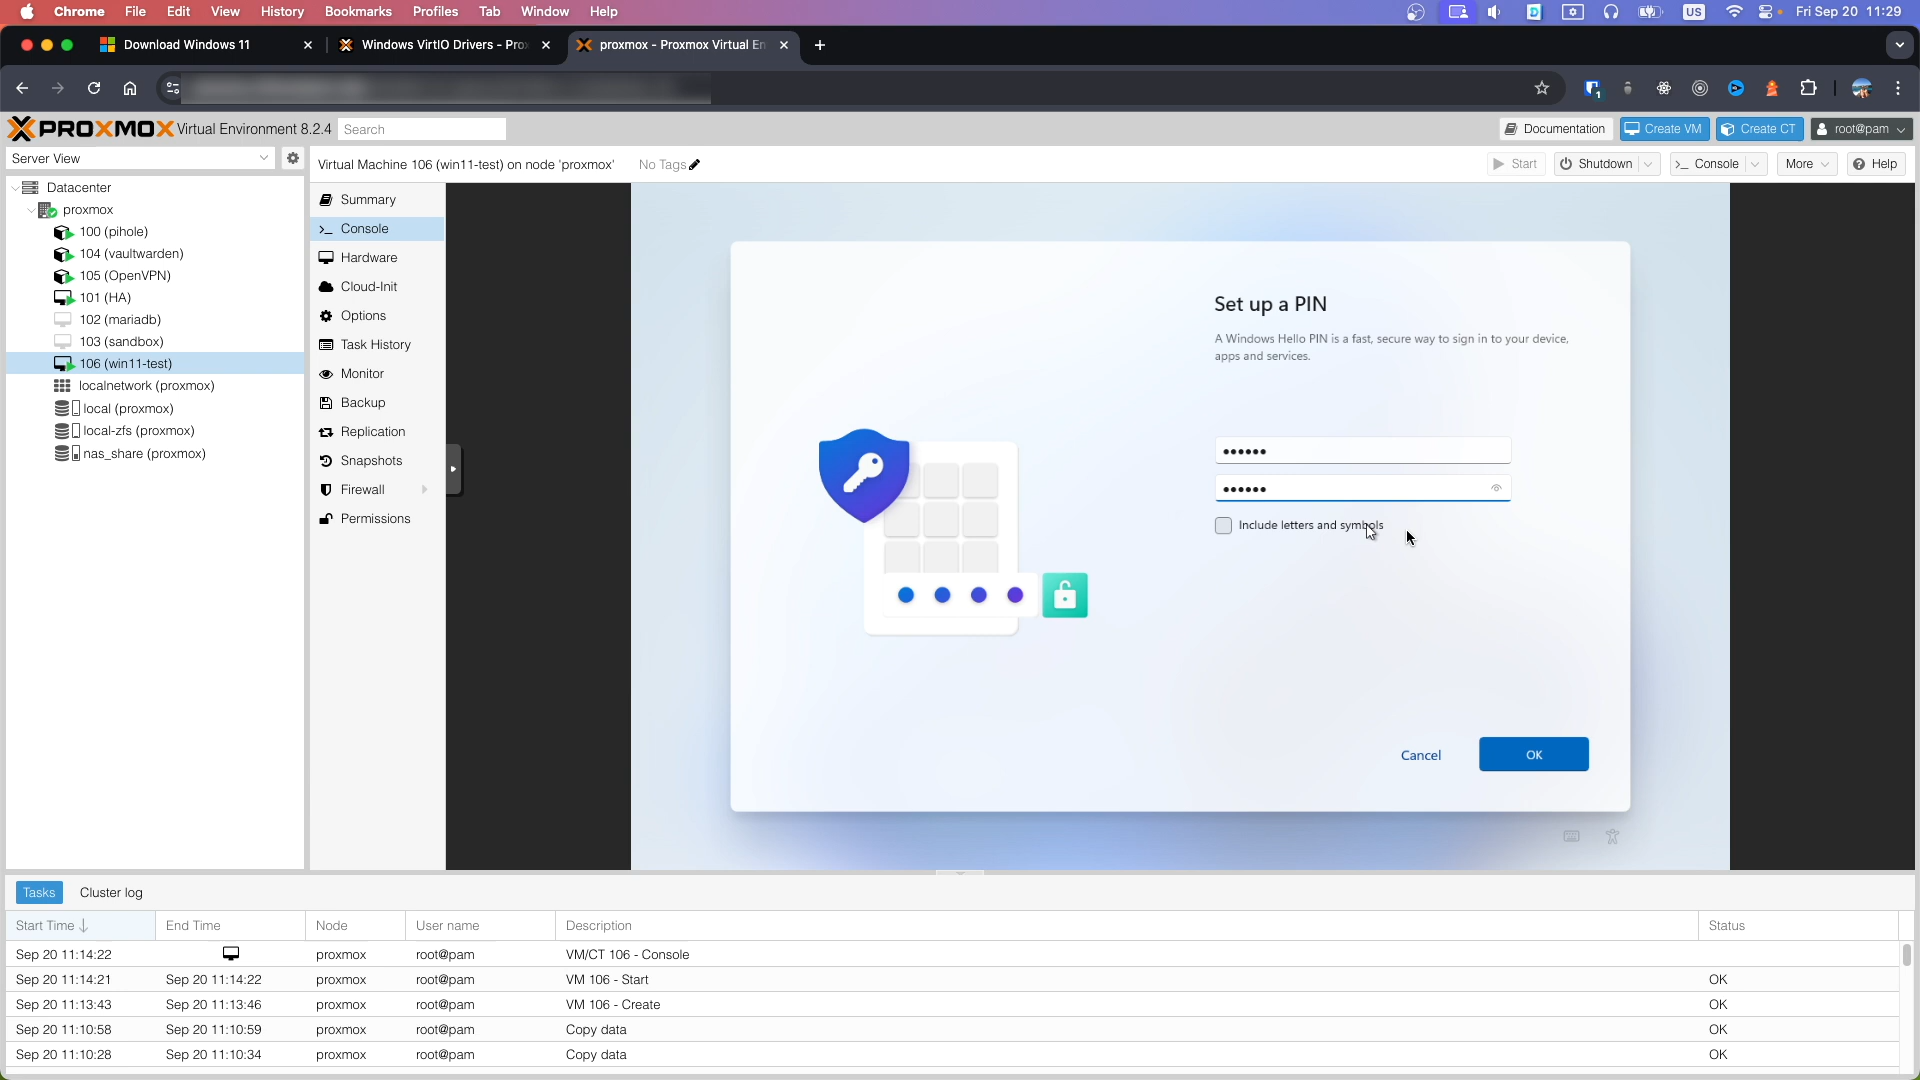 Chrome File Edit View History Bookmarks Profiles Tab Window Help US Fri Sep 20 11:29
Download Windows 11 Windows VirtIO Drivers - Pro proxmox - Proxmox Virtual En
1
PROXMOX Virtual Environment 8.2.4 Search Documentation Create VM Create CT root@pam
Server View
Virtual Machine 106 (win11-test) on node 'proxmox' No Tags Start Shutdown Console More Help
Datacenter
proxmox
100 (pihole)
104 (vaultwarden)
105 (OpenVPN)
101 (HA)
102 (mariadb)
103 (sandbox)
106 (win11-test)
localnetwork (proxmox)
local (proxmox)
local-zfs (proxmox)
nas_share (proxmox)
Summary
Console
Hardware
Cloud-Init
Options
Task History
Monitor
Backup
Replication
Snapshots
Firewall
Permissions
Set up a PIN
A Windows Hello PIN is a fast, secure way to sign in to your device,
apps and services.
••••••
••••••
Include letters and symbols
Cancel OK
Tasks Cluster log
Start Time End Time Node User name Description Status
Sep 20 11:14:22 proxmox root@pam VM/CT 106 - Console
Sep 20 11:14:21 Sep 20 11:14:22 proxmox root@pam VM 106 - Start OK
Sep 20 11:13:43 Sep 20 11:13:46 proxmox root@pam VM 106 - Create OK
Sep 20 11:10:58 Sep 20 11:10:59 proxmox root@pam Copy data OK
Sep 20 11:10:28 Sep 20 11:10:34 proxmox root@pam Copy data OK